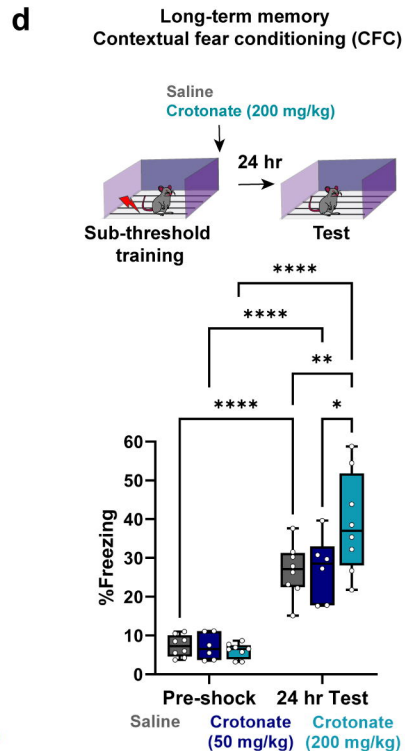 d
Long-term memory
Contextual fear conditioning (CFC)
Saline
Crotonate (200 mg/kg)
24 hr
Sub-threshold
training
Test
****
****
**
****
*
%Freezing
60
50
40
30
20
10
0
Pre-shock
24 hr Test
Saline
Crotonate
(50 mg/kg)
Crotonate
(200 mg/kg)